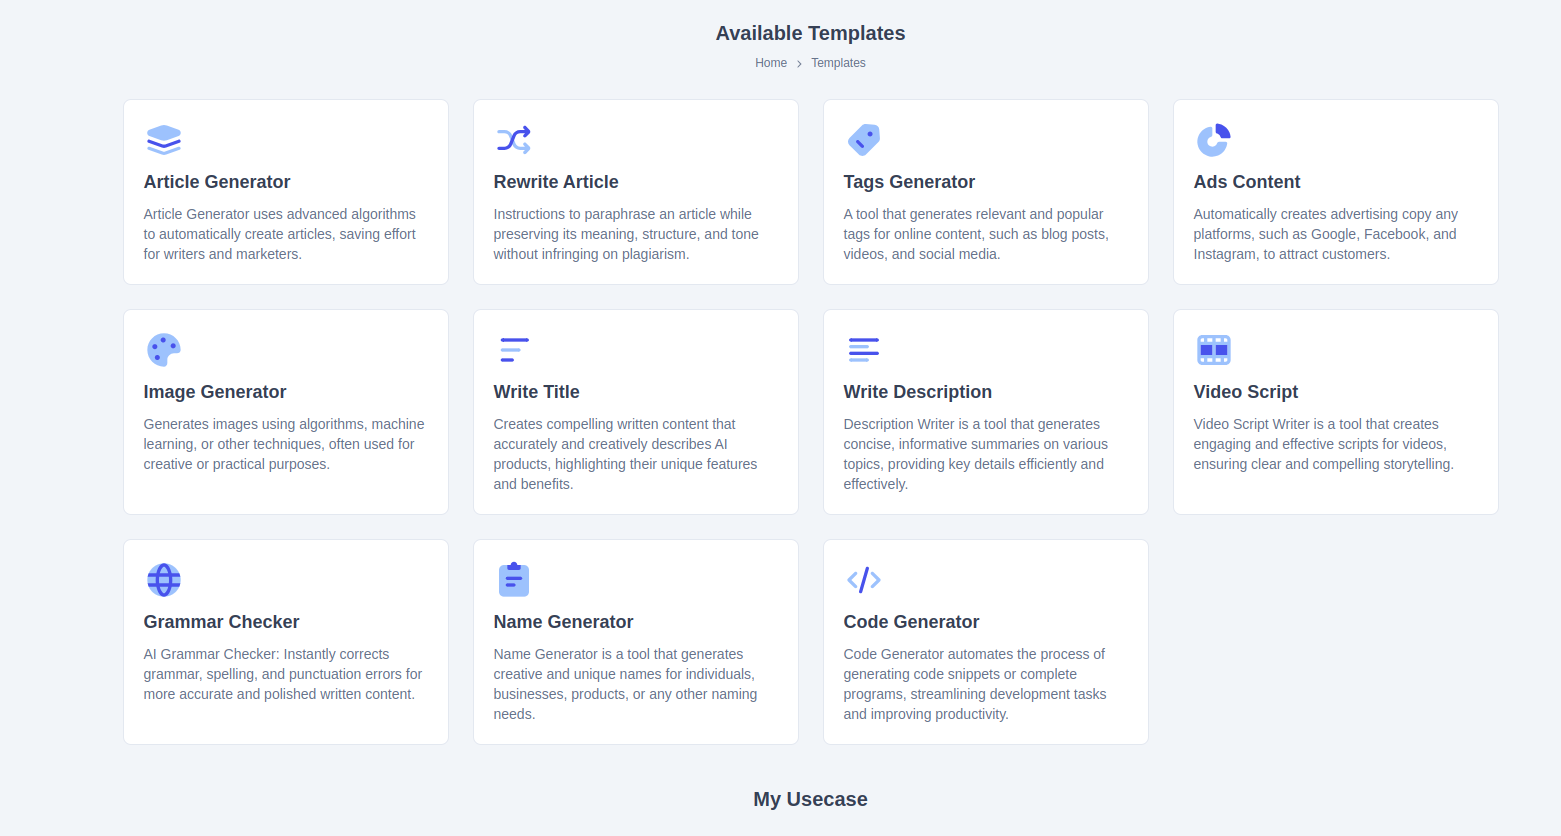 Available Templates
Home > Templates
Article Generator
Article Generator uses advanced algorithms
to automatically create articles, saving effort
for writers and marketers.
Rewrite Article
Instructions to paraphrase an article while
preserving its meaning, structure, and tone
without infringing on plagiarism.
Tags Generator
A tool that generates relevant and popular
tags for online content, such as blog posts,
videos, and social media.
Ads Content
Automatically creates advertising copy any
platforms, such as Google, Facebook, and
Instagram, to attract customers.
Image Generator
Generates images using algorithms, machine
learning, or other techniques, often used for
creative or practical purposes.
Write Title
Creates compelling written content that
accurately and creatively describes AI
products, highlighting their unique features
and benefits.
Write Description
Description Writer is a tool that generates
concise, informative summaries on various
topics, providing key details efficiently and
effectively.
Video Script
Video Script Writer is a tool that creates
engaging and effective scripts for videos,
ensuring clear and compelling storytelling.
Grammar Checker
AI Grammar Checker: Instantly corrects
grammar, spelling, and punctuation errors for
more accurate and polished written content.
Name Generator
Name Generator is a tool that generates
creative and unique names for individuals,
businesses, products, or any other naming
needs.
Code Generator
Code Generator automates the process of
generating code snippets or complete
programs, streamlining development tasks
and improving productivity.
My Usecase